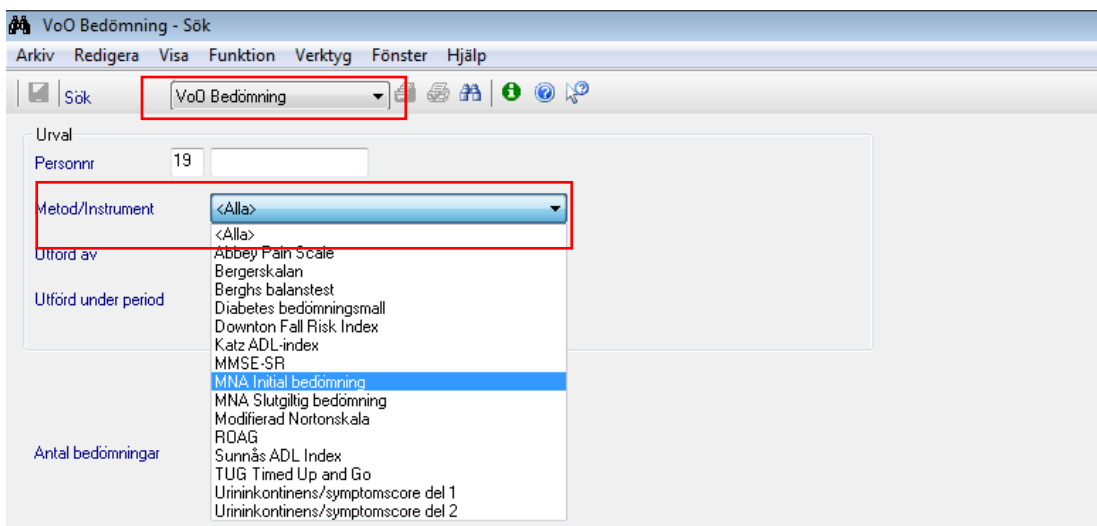 VoO Bedömning - Sök
Arkiv Redigera Visa Funktion Verktyg Fönster Hjälp
Sök VoO Bedömning
Urval
Personnr 19
Metod/Instrument <Alla>
<Alla>
Utförd av Abbey Pain Scale
Bergerskalan
Berghs balanstest
Utförd under period
Diabetes bedömningsmall
Downton Fall Risk Index
Katz ADL-index
MMSE-SR
MNA Initial bedömning
MNA Slutgiltig bedömning
Modifierad Nortonskala
ROAG
Antal bedömningar Sunnås ADL Index
TUG Timed Up and Go
Urininkontinens/symptomscore del 1
Urininkontinens/symptomscore del 2